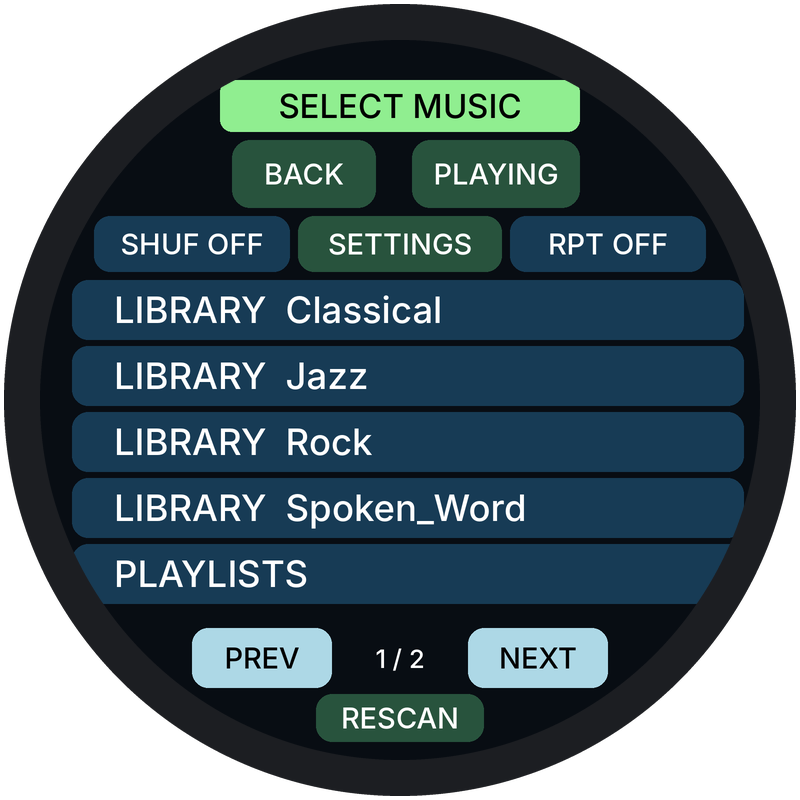 SELECT MUSIC
BACK PLAYING
SHUF OFF SETTINGS RPT OFF
LIBRARY Classical
LIBRARY Jazz
LIBRARY Rock
LIBRARY Spoken_Word
PLAYLISTS
PREV 1 / 2 NEXT
RESCAN